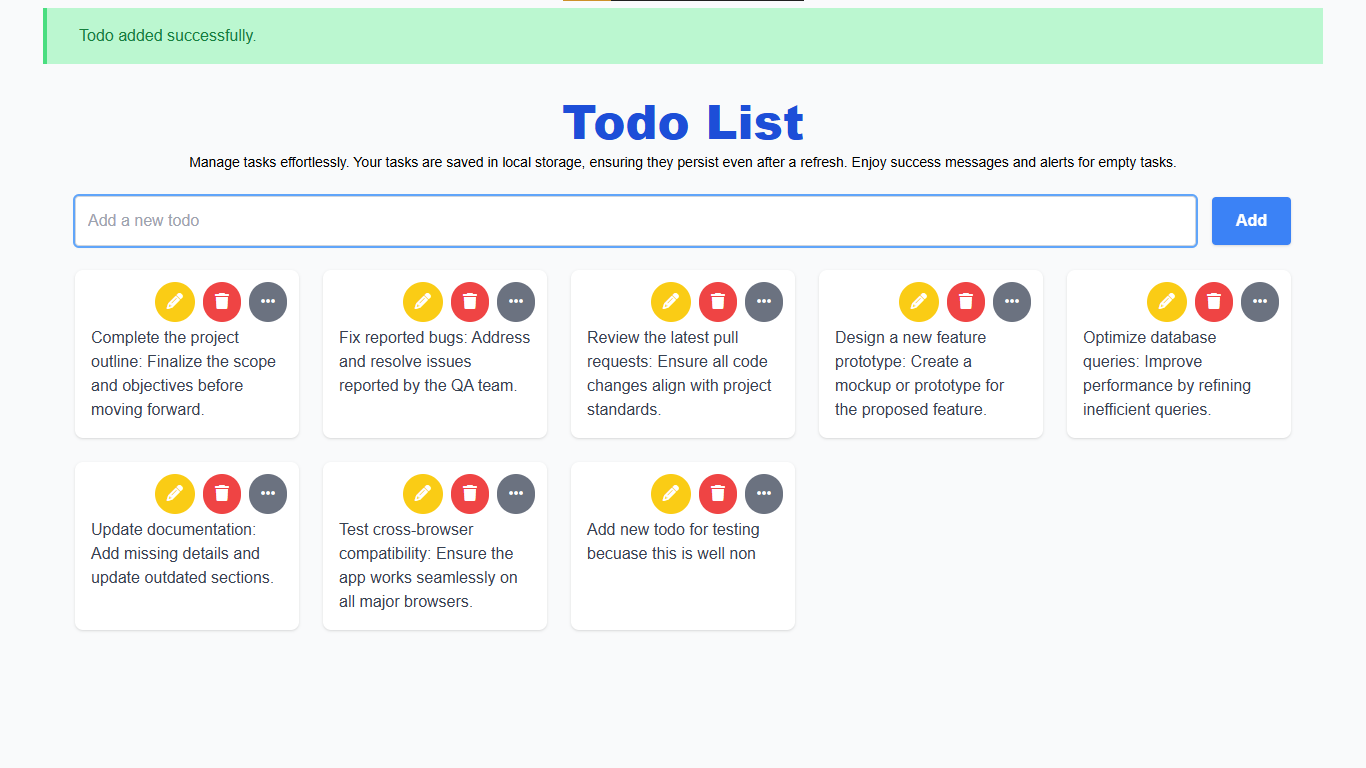 Todo added successfully.
Todo List
Manage tasks effortlessly. Your tasks are saved in local storage, ensuring they persist even after a refresh. Enjoy success messages and alerts for empty tasks.
Add a new todo
Add
Complete the project
outline: Finalize the scope
and objectives before
moving forward.
Fix reported bugs: Address
and resolve issues
reported by the QA team.
Review the latest pull
requests: Ensure all code
changes align with project
standards.
Design a new feature
prototype: Create a
mockup or prototype for
the proposed feature.
Optimize database
queries: Improve
performance by refining
inefficient queries.
Update documentation:
Add missing details and
update outdated sections.
Test cross-browser
compatibility: Ensure the
app works seamlessly on
all major browsers.
Add new todo for testing
becuase this is well non